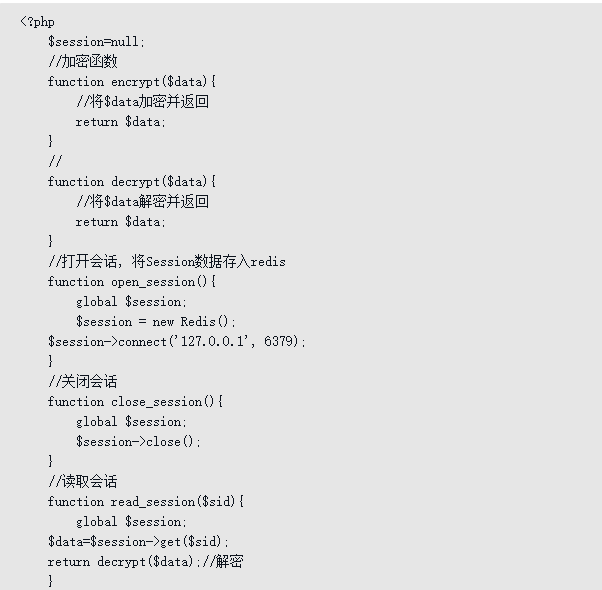 <?php
$session=null;
//加密函数
function encrypt($data){
//将$data加密并返回
return $data;
}
//
function decrypt($data){
//将$data解密并返回
return $data;
}
//打开会话，将Session数据存入redis
function open_session(){
global $session;
$session = new Redis();
$session->connect('127.0.0.1', 6379);
}
//关闭会话
function close_session(){
global $session;
$session->close();
}
//读取会话
function read_session($sid){
global $session;
$data=$session->get($sid);
return decrypt($data);//解密
}